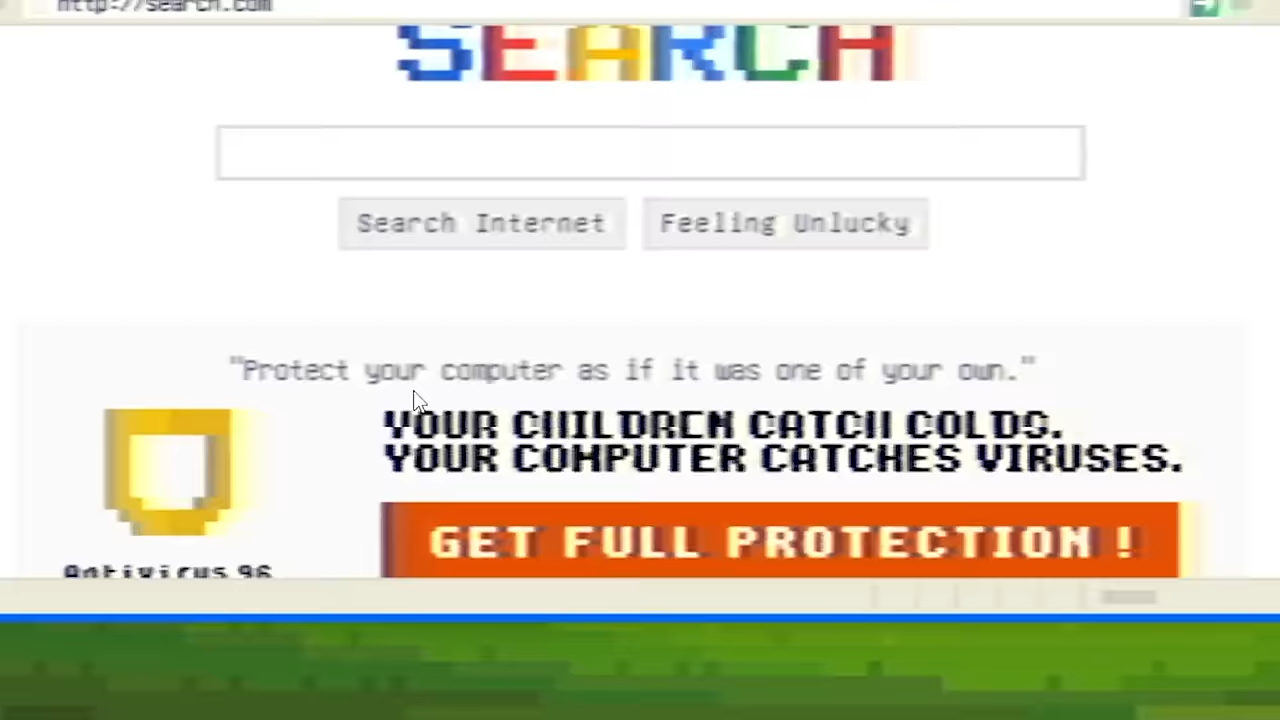 http://search.com
SEARCH
Search Internet
Feeling Unlucky
"Protect your computer as if it was one of your own."
YOUR CHILDREN CATCH COLDS.
YOUR COMPUTER CATCHES VIRUSES.
GET FULL PROTECTION !
Antivirus 96